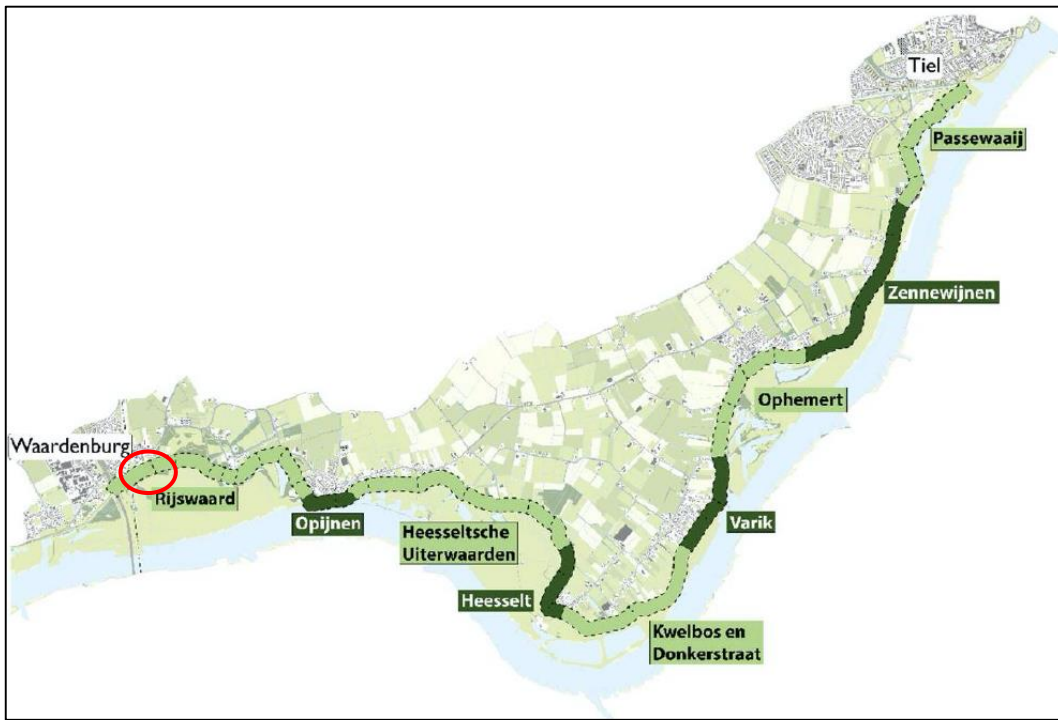 Tiel
Passewaaij
Zennewijnen
Ophemert
Waardenburg
Rijswaard
Opijnen
Heesseltsche
Uiterwaarden
Varik
Heesselt
Kwelbos en
Donkerstraat